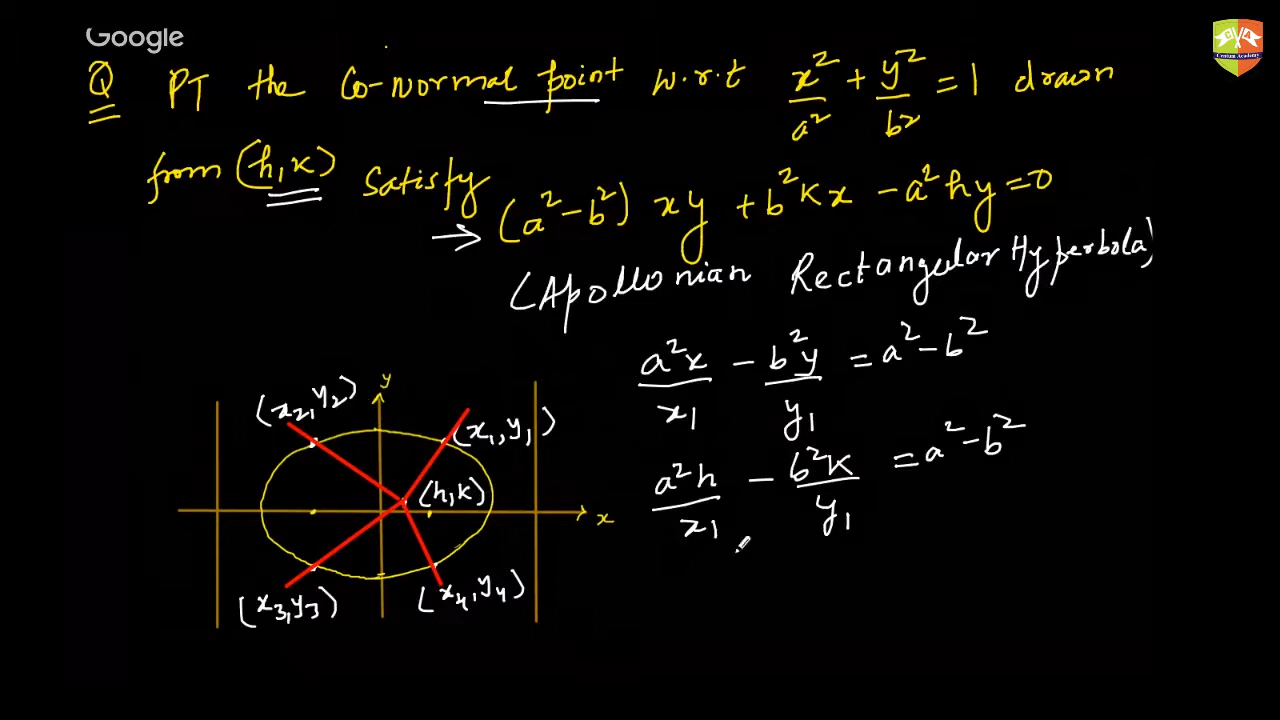 Google
Centum Academy
Q PT the Co-Normal point w.r.t x²/a² + y²/b² = 1 drawn
from (h,k) satisfy
→ (a²-b²) xy + b²kx - a²hy = 0
(Apollonian Rectangular Hyperbola)
a²x/x₁ - b²y/y₁ = a²-b²
a²h/x₁ - b²k/y₁ = a²-b²
y
(x₂,y₂)
(x₁,y₁)
(h,k)
x
(x₃,y₃)
(x₄,y₄)